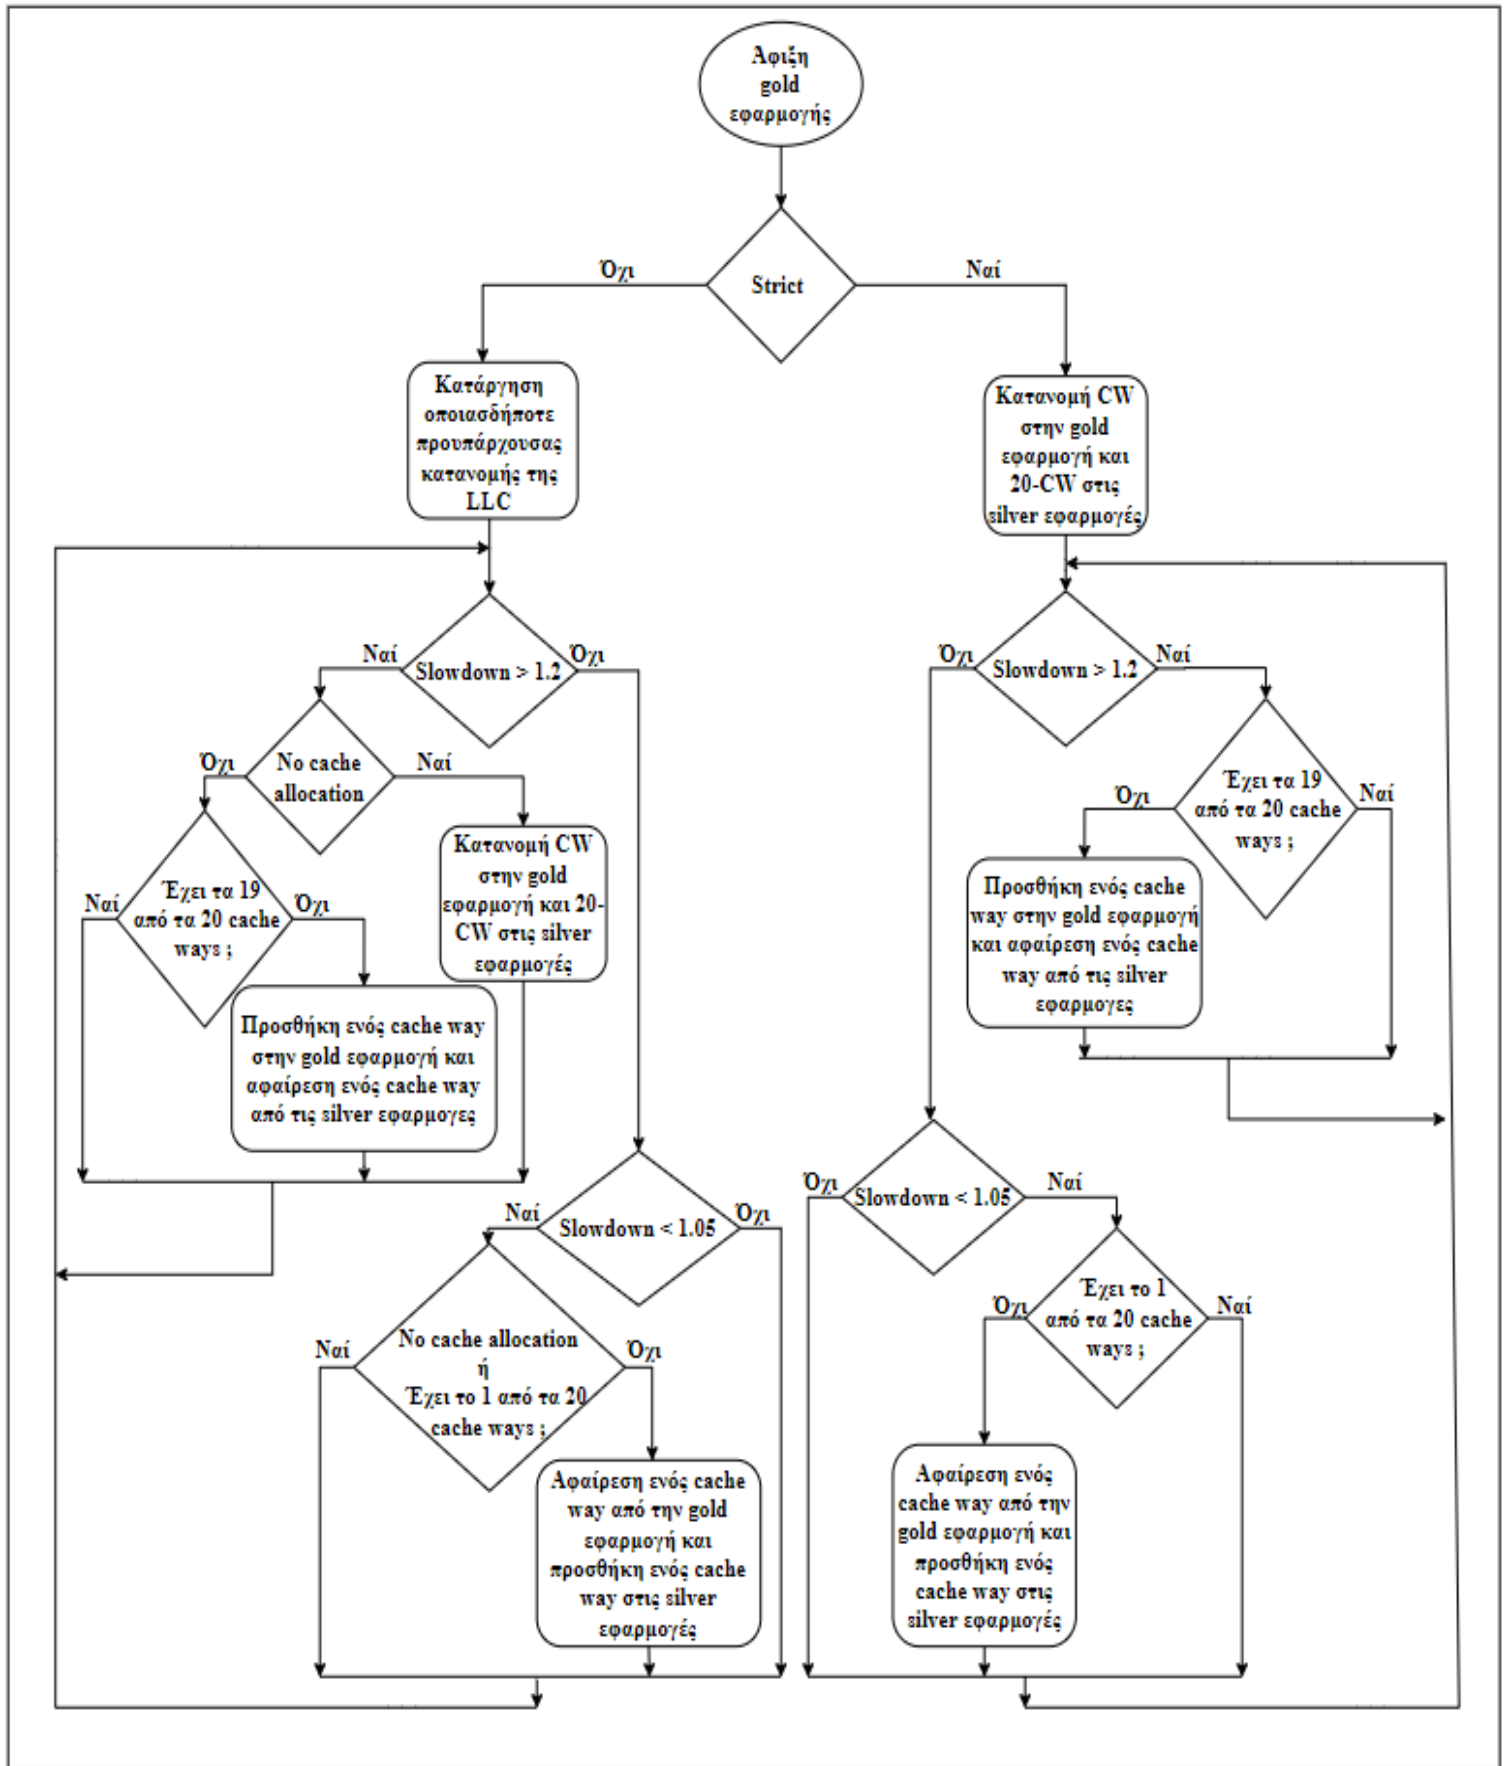 Άφιξη
gold
εφαρμογής
Strict
Όχι
Ναί
Κατάργηση
οποιασδήποτε
προυπάρχουσας
κατανομής της
LLC
Κατανομή CW
στην gold
εφαρμογή και
20-CW στις
silver εφαρμογές
Ναί
Slowdown > 1.2
Όχι
Όχι
Slowdown > 1.2
Ναί
Όχι
No cache
allocation
Ναί
Όχι
Έχει τα 19
από τα 20 cache
ways ;
Ναί
Κατανομή CW
στην gold
εφαρμογή και 20-
CW στις silver
εφαρμογές
Ναί
Έχει τα 19
από τα 20 cache
ways ;
Όχι
Προσθήκη ενός cache
way στην gold εφαρμογή
και αφαίρεση ενός cache
way από τις silver
εφαρμογες
Προσθήκη ενός cache way
στην gold εφαρμογή και
αφαίρεση ενός cache way
από τις silver εφαρμογες
Ναί
Slowdown < 1.05
Όχι
Όχι
Slowdown < 1.05
Ναί
Ναί
No cache allocation
ή
Έχει το 1 από τα 20
cache ways ;
Όχι
Όχι
Έχει το 1
από τα 20 cache
ways ;
Ναί
Αφαίρεση ενός cache
way από την gold
εφαρμογή και
προσθήκη ενός cache
way στις silver
εφαρμογές
Αφαίρεση ενός
cache way από την
gold εφαρμογή και
προσθήκη ενός
cache way στις
silver εφαρμογές